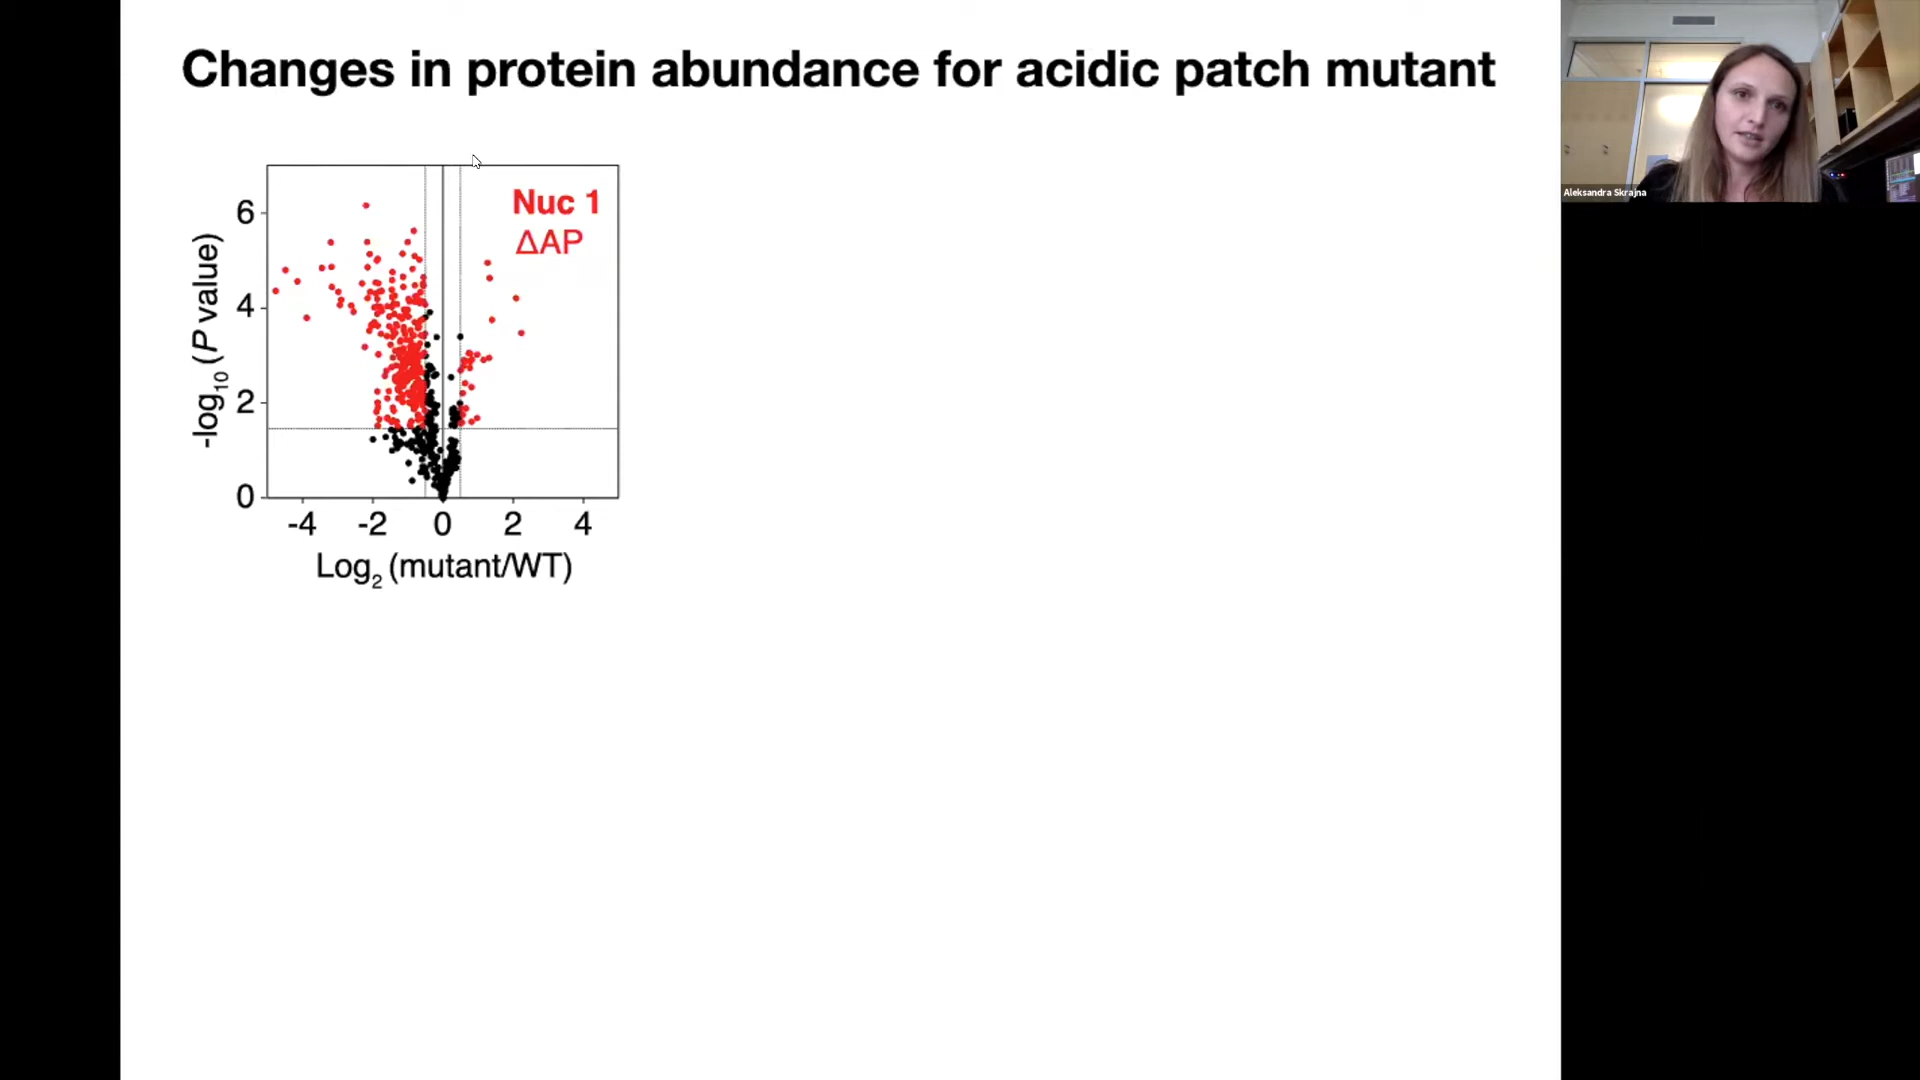 Changes in protein abundance for acidic patch mutant
Aleksandra Skrajna
Nuc 1
ΔAP
-log10 (P value)
6
4
2
0
-4 -2 0 2 4
Log2 (mutant/WT)